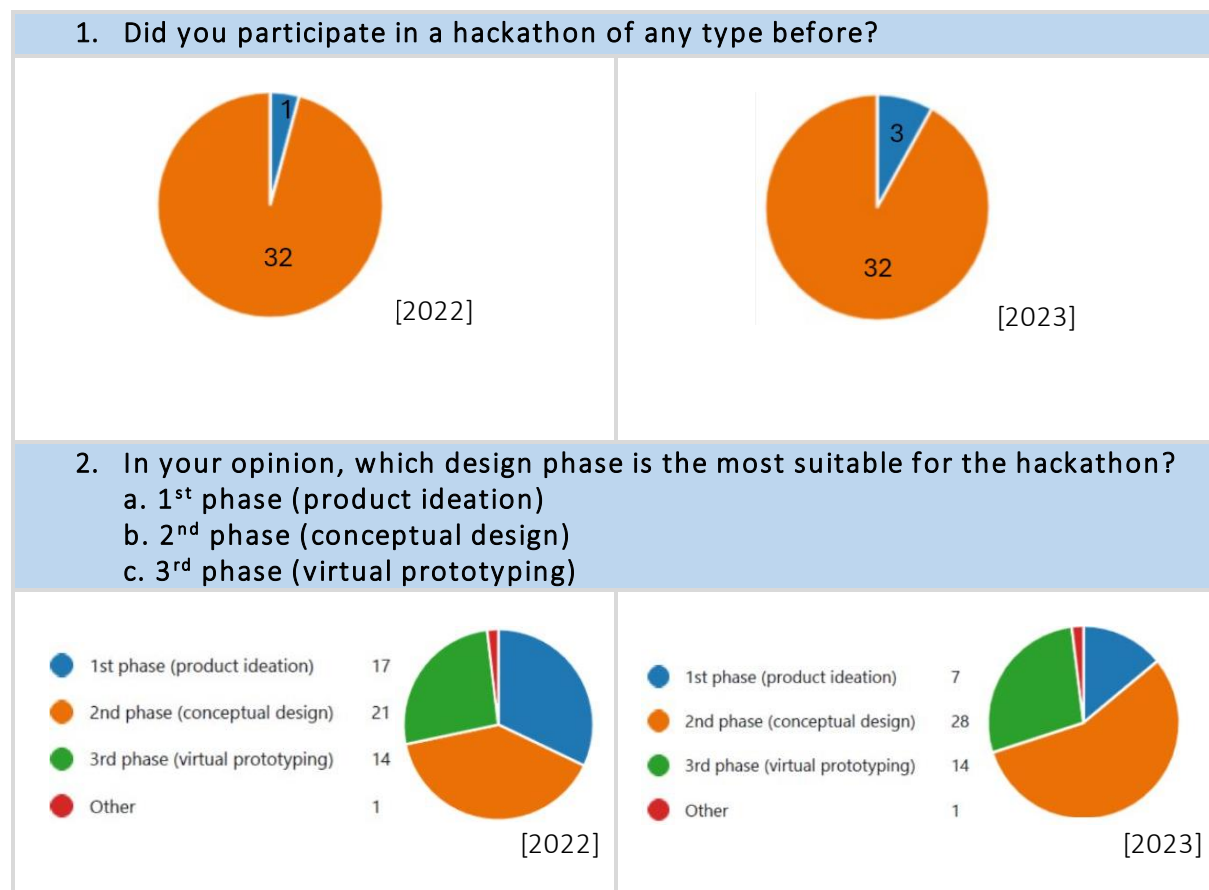 1. Did you participate in a hackathon of any type before?
1
32
[2022]
3
32
[2023]
2. In your opinion, which design phase is the most suitable for the hackathon?
a. 1st phase (product ideation)
b. 2nd phase (conceptual design)
c. 3rd phase (virtual prototyping)
1st phase (product ideation) 17
2nd phase (conceptual design) 21
3rd phase (virtual prototyping) 14
Other 1
[2022]
1st phase (product ideation) 7
2nd phase (conceptual design) 28
3rd phase (virtual prototyping) 14
Other 1
[2023]